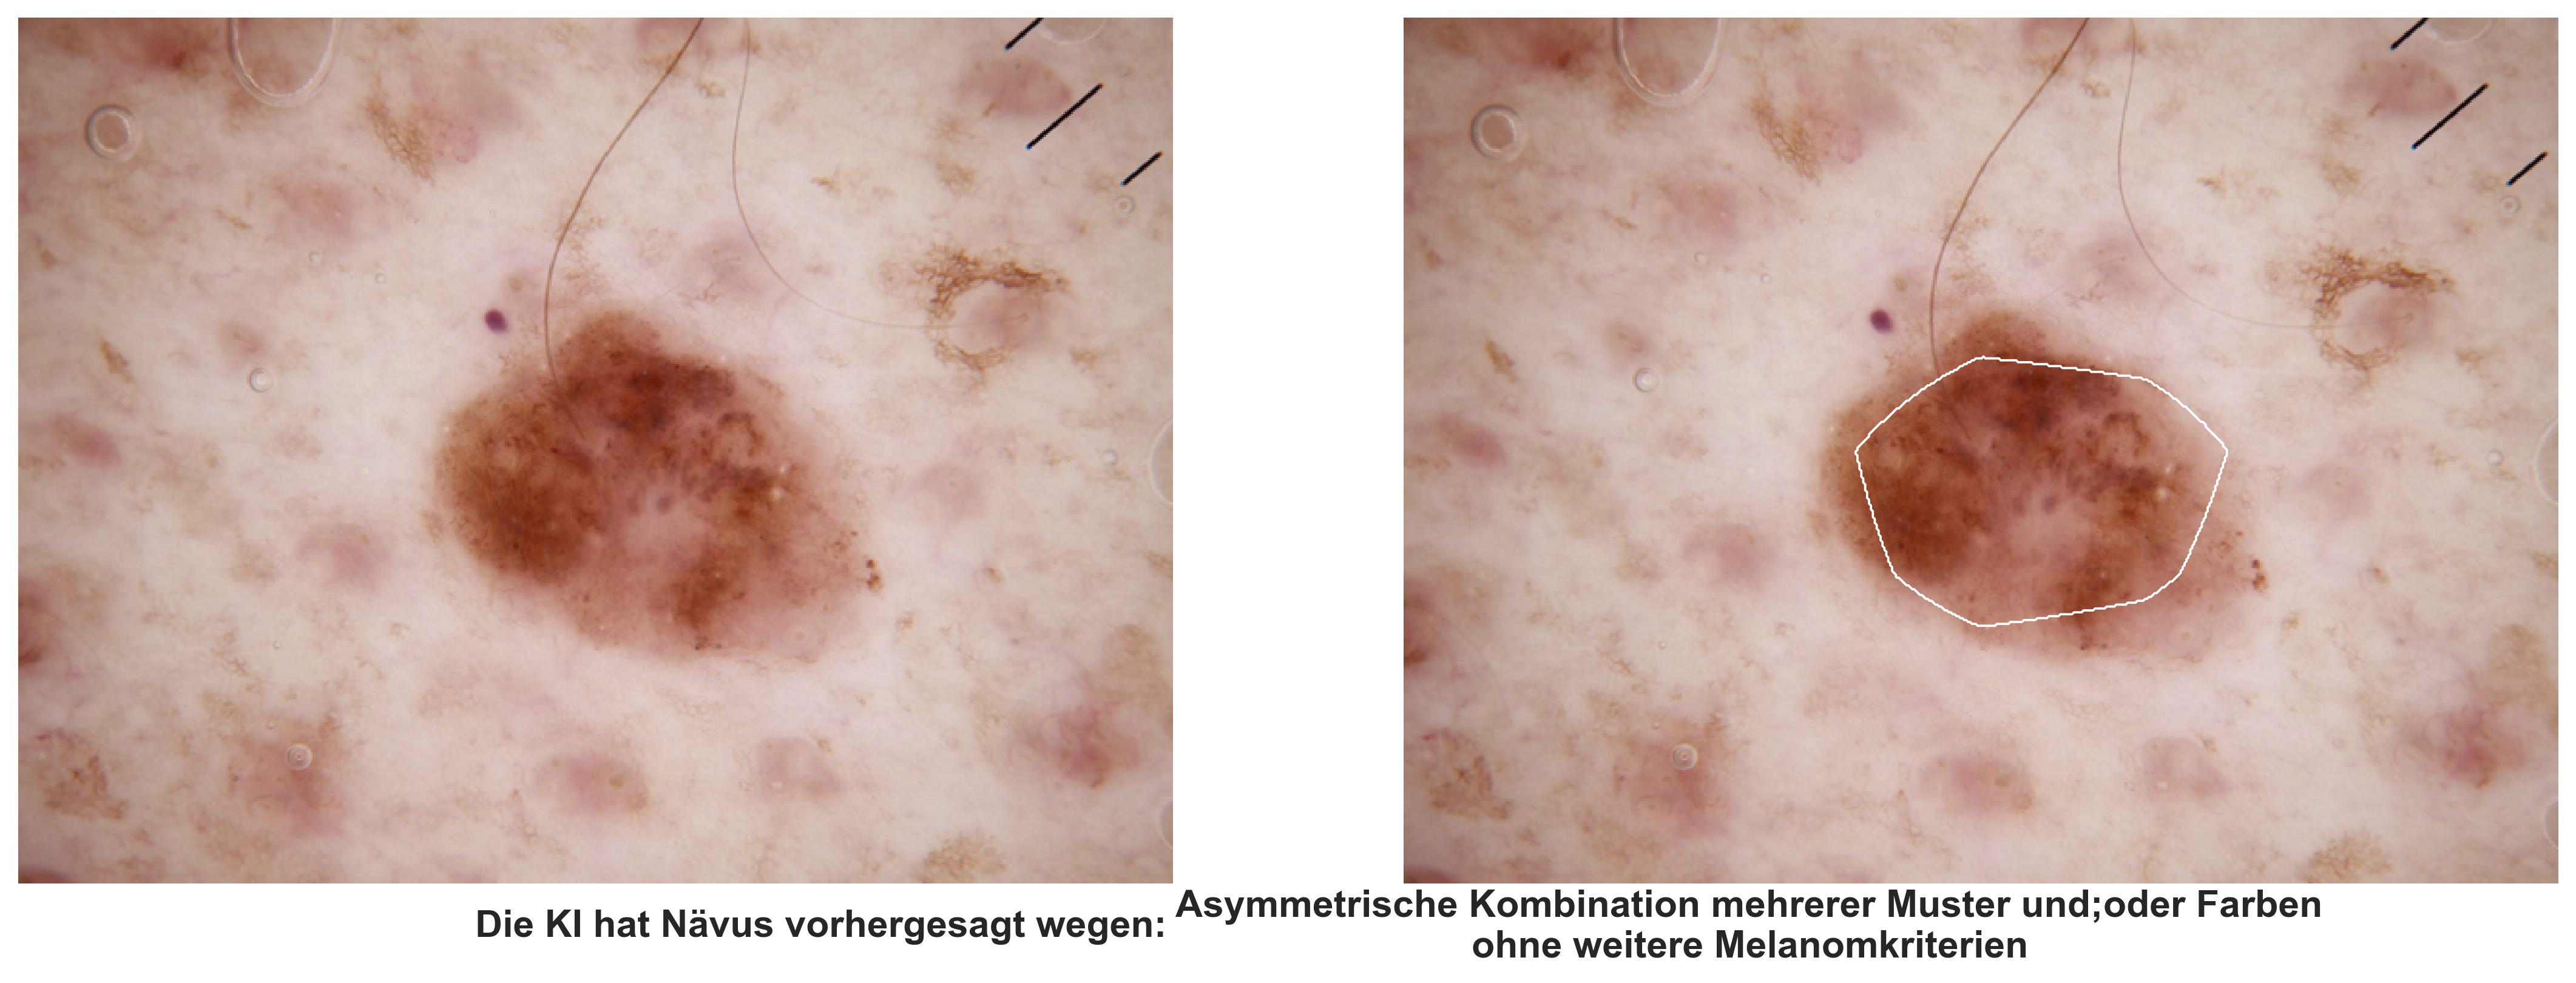 Die KI hat Nävus vorhergesagt wegen:
Asymmetrische Kombination mehrerer Muster und;oder Farben
ohne weitere Melanomkriterien